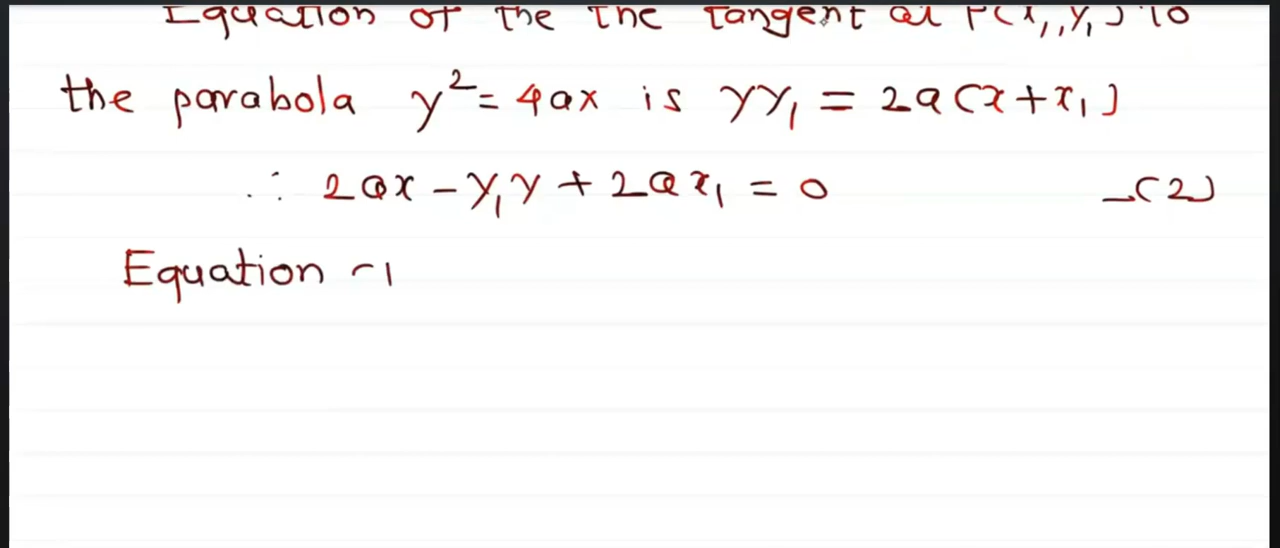 Equation of the the tangent at P(x₁,y₁) to
the parabola y² = 4ax is yy₁ = 2a(x+x₁)
∴ 2ax - y₁y + 2ax₁ = 0 -(2)
Equation -1